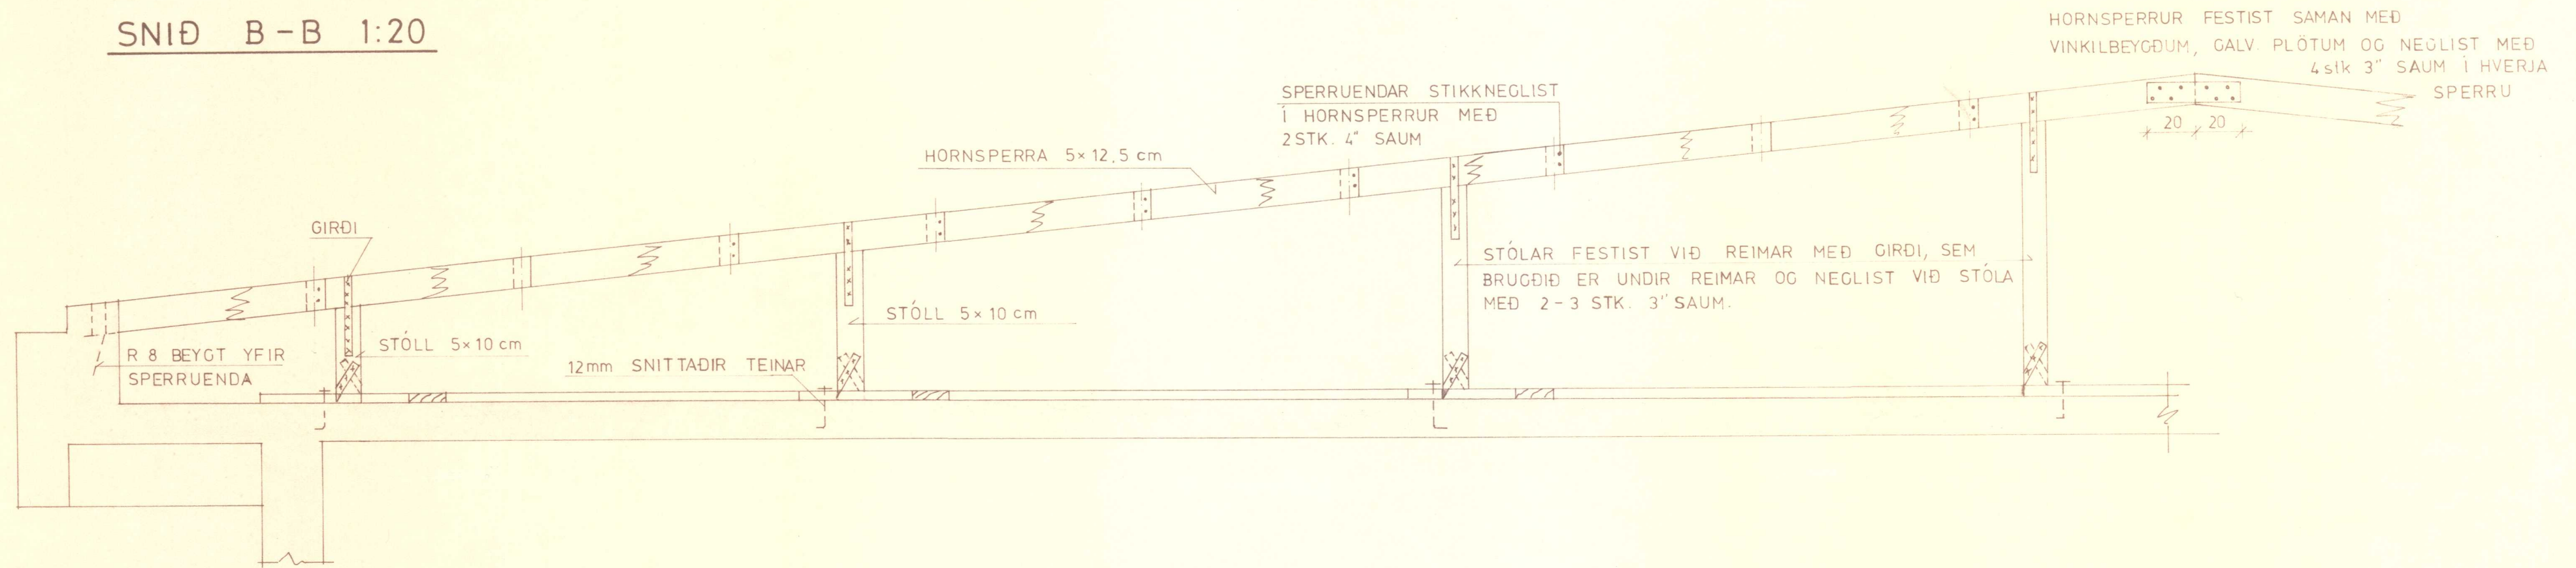 SNIÐ B-B 1:20
HORNSPERRUR FESTIST SAMAN MEÐ
VINKILBEYGÐUM, GALV. PLÖTUM OG NEGLIST MEÐ
4 stk 3" SAUM Í HVERJA
SPERRU
20 20
SPERRUENDAR STIKKNEGLIST
Í HORNSPERRUR MEÐ
2 STK. 4" SAUM
HORNSPERRA 5×12,5 cm
GIRÐI
STÓLAR FESTIST VIÐ REIMAR MEÐ GIRÐI, SEM
BRUGÐIÐ ER UNDIR REIMAR OG NEGLIST VIÐ STÓLA
MEÐ 2-3 STK. 3" SAUM.
STÓLL 5×10 cm
STÓLL 5×10 cm
R 8 BEYGT YFIR
SPERRUENDA
12mm SNITTAÐIR TEINAR